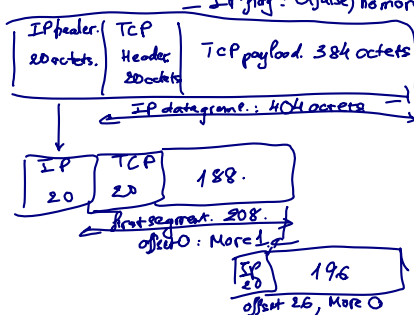 IP flag: 0(false) no mor
IP header. TCP
20 octets. Header TCP payload. 384 octets
20 octets
IP datagrame.: 404 octets
IP TCP 188.
20 20
first segment. 208.
offset 0: More 1.
IP 196
20
offset 26, More 0